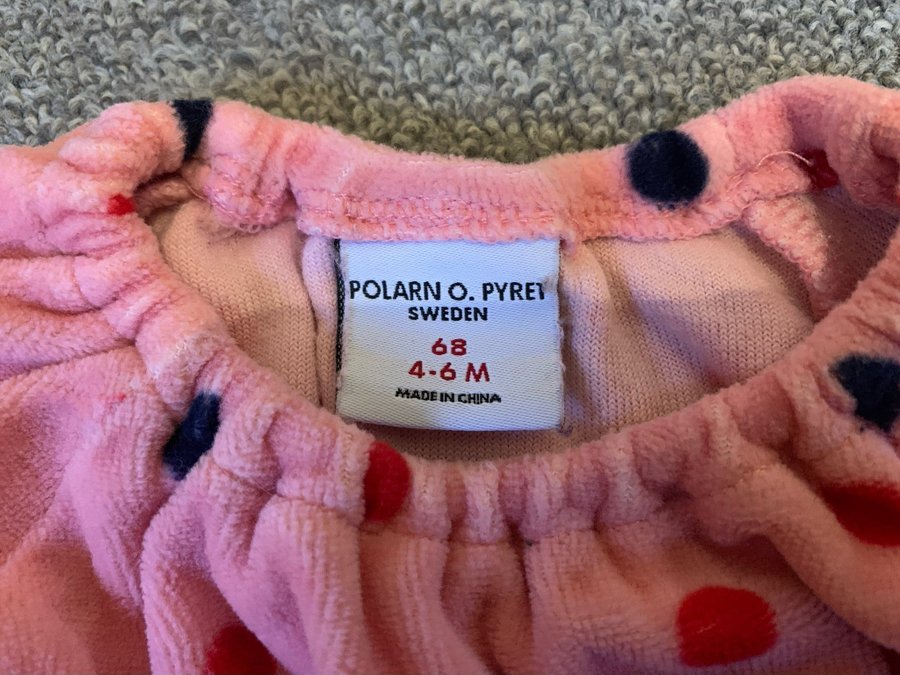 POLARN O. PYRET
SWEDEN
68
4-6 M
MADE IN CHINA